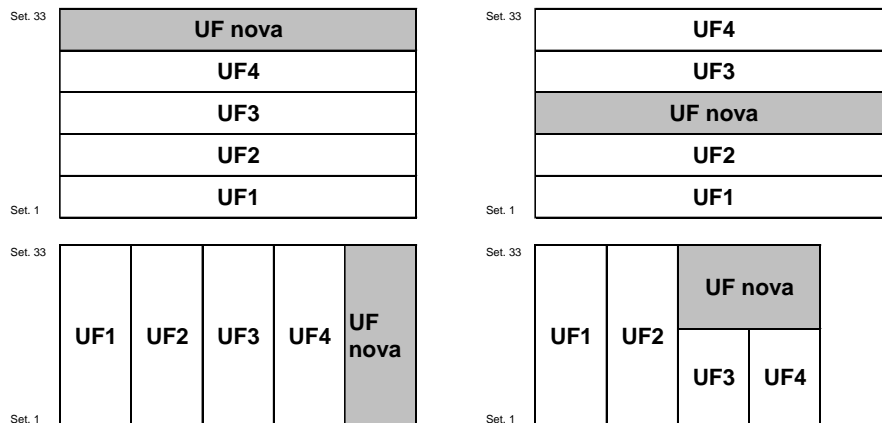 Set. 33
UF nova
UF4
UF3
UF2
UF1
Set. 1
Set. 33
UF4
UF3
UF nova
UF2
UF1
Set. 1
Set. 33
UF1 UF2 UF3 UF4 UF
nova
Set. 1
Set. 33
UF nova
UF1 UF2
UF3 UF4
Set. 1